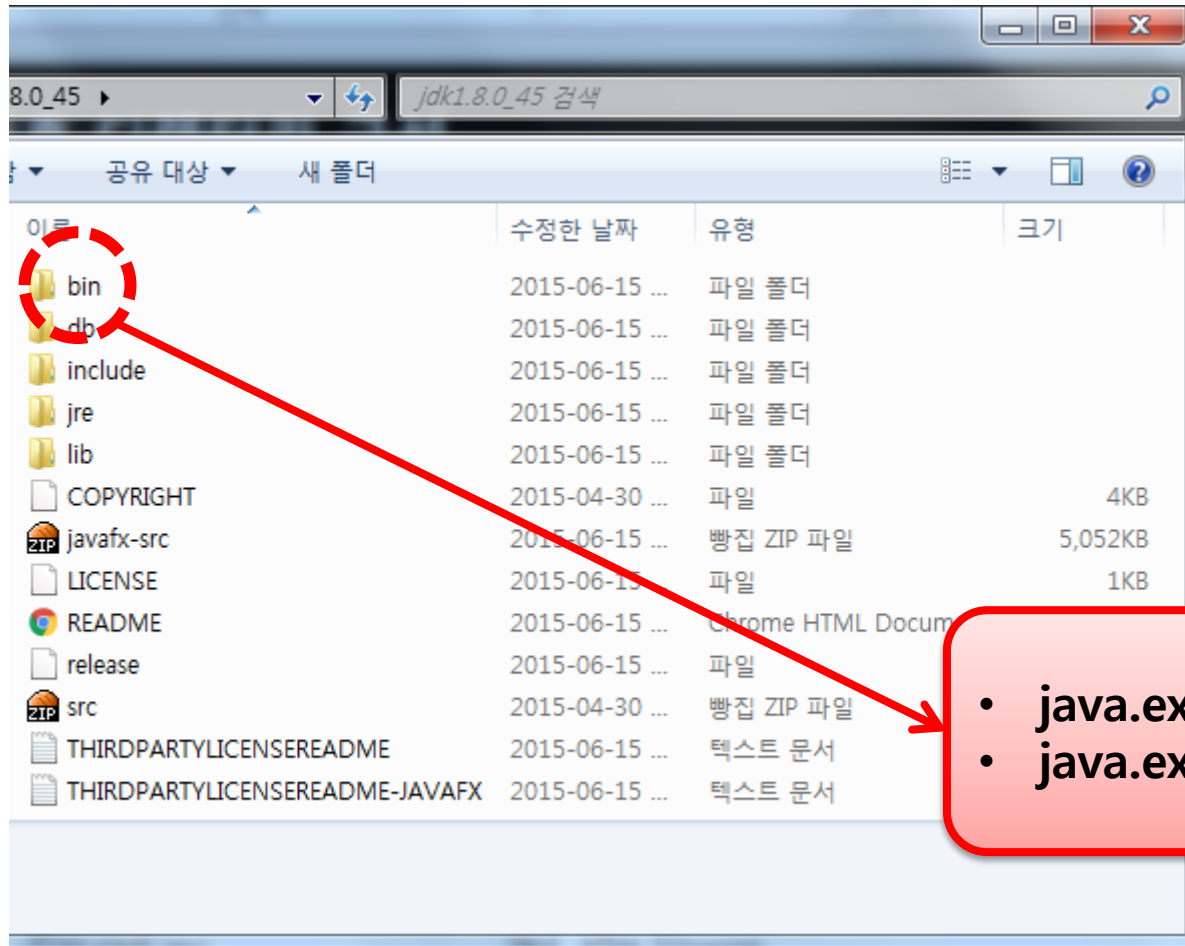 8.0_45
jdk1.8.0_45 검색
공유 대상 새 폴더
이름 수정한 날짜 유형 크기
bin 2015-06-15 ... 파일 폴더
db 2015-06-15 ... 파일 폴더
include 2015-06-15 ... 파일 폴더
jre 2015-06-15 ... 파일 폴더
lib 2015-06-15 ... 파일 폴더
COPYRIGHT 2015-04-30 ... 파일 4KB
javafx-src 2015-06-15 ... 빵집 ZIP 파일 5,052KB
LICENSE 2015-06-15 파일 1KB
README 2015-06-15 ... Chrome HTML Docum
release 2015-06-15 ... 파일
src 2015-04-30 ... 빵집 ZIP 파일
THIRDPARTYLICENSEREADME 2015-06-15 ... 텍스트 문서
THIRDPARTYLICENSEREADME-JAVAFX 2015-06-15 ... 텍스트 문서
• java.ex
• java.ex